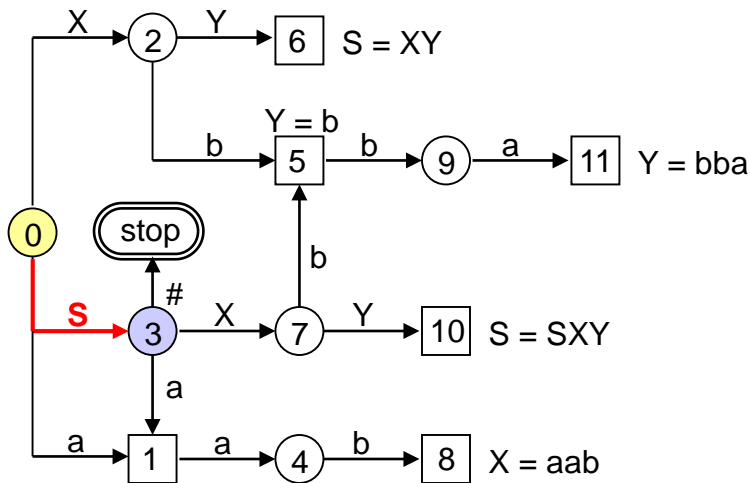 X 2 Y 6 S = XY
Y = b
b 5 b 9 a 11 Y = bba
0 stop
b
#
S 3 X 7 Y 10 S = SXY
a
a 1 a 4 b 8 X = aab